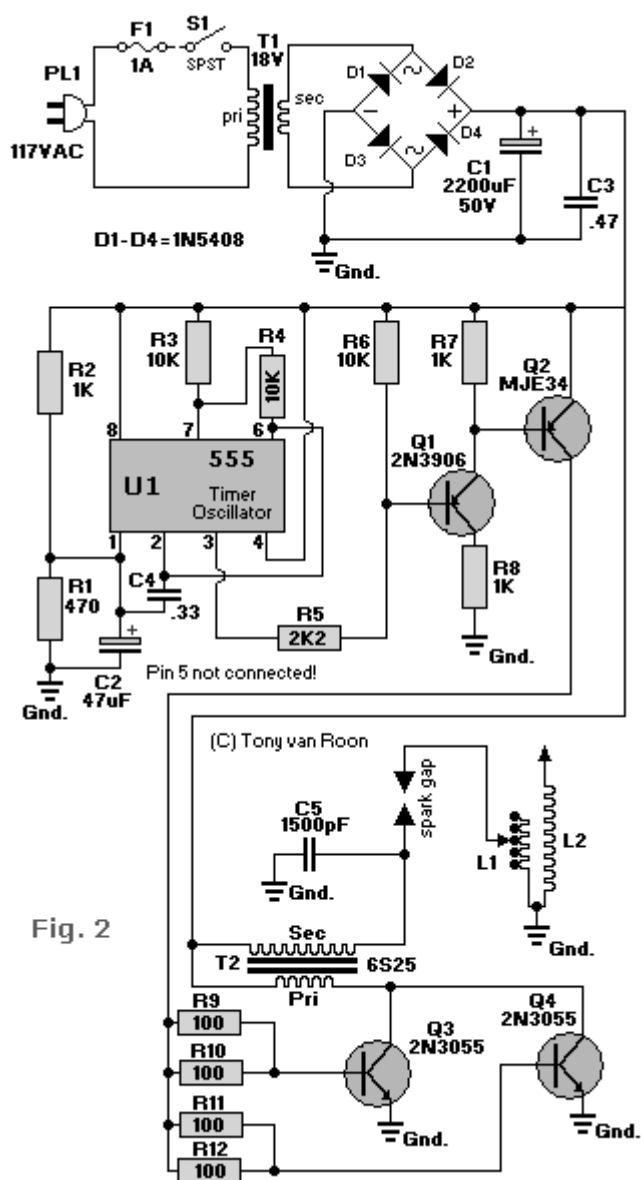 F1
1A
S1
SPST
T1
18V
PL1
117VAC
pri
sec
D1
D2
D3
D4
~
~
−
+
+
C1
2200uF
50V
C3
.47
D1-D4=1N5408
Gnd.
R2
1K
R3
10K
R4
10K
R6
10K
R7
1K
Q2
MJE34
8
7
6
555
U1
Timer
Oscillator
1
2
3
4
Q1
2N3906
R1
470
C4
.33
R5
2K2
R8
1K
+
C2
47uF
Pin 5 not connected!
Gnd.
Gnd.
(C) Tony van Roon
spark gap
C5
1500pF
Gnd.
L1
L2
Gnd.
Fig. 2
Sec
T2
6S25
Pri
R9
100
R10
100
R11
100
R12
100
Q3
2N3055
Q4
2N3055
Gnd.
Gnd.